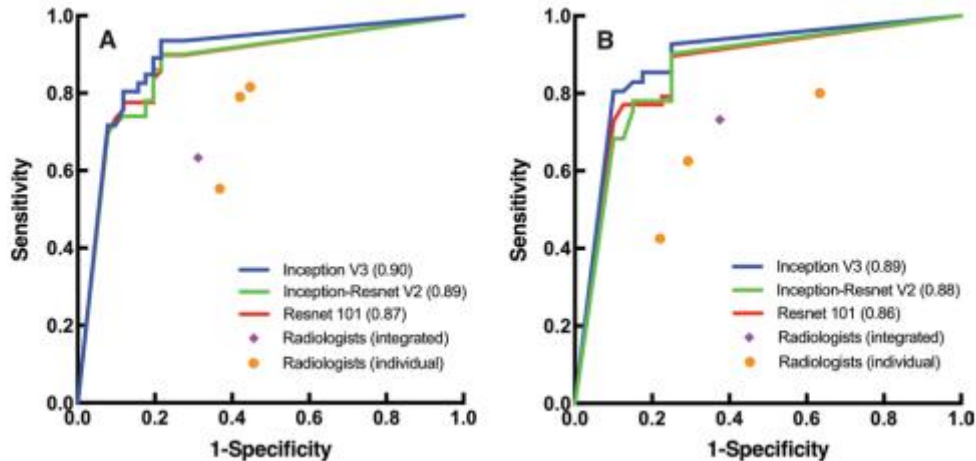 A
1.0
0.8
0.6
0.4
0.2
0.0
Sensitivity
0.0 0.2 0.4 0.6 0.8 1.0
1-Specificity
Inception V3 (0.90)
Inception-Resnet V2 (0.89)
Resnet 101 (0.87)
Radiologists (integrated)
Radiologists (individual)
B
1.0
0.8
0.6
0.4
0.2
0.0
Sensitivity
0.0 0.2 0.4 0.6 0.8 1.0
1-Specificity
Inception V3 (0.89)
Inception-Resnet V2 (0.88)
Resnet 101 (0.86)
Radiologists (integrated)
Radiologists (individual)